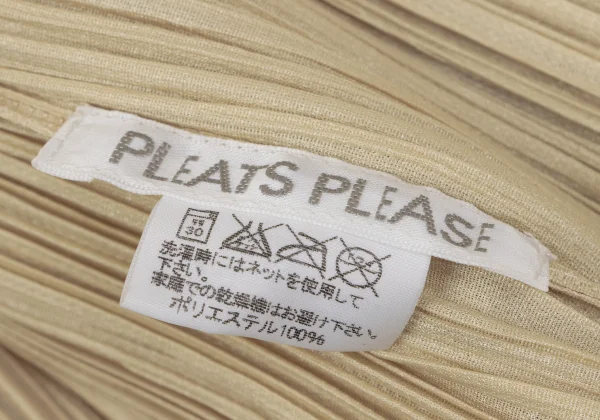 PLEATS PLEASE
弱
30
洗濯時にはネットを使用して
下さい。
家庭での乾燥機はお避け下さい。
ポリエステル100%